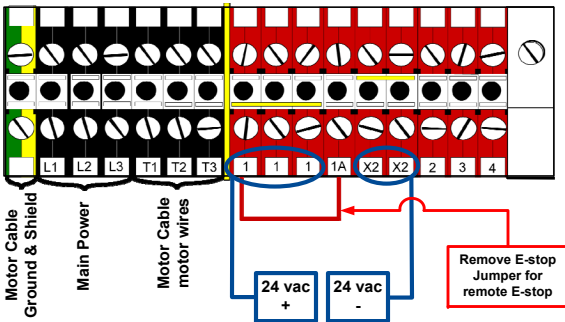 L1 L2 L3 T1 T2 T3 1 1 1 1A X2 X2 2 3 4
Motor Cable
Ground & Shield
Main Power
Motor Cable
motor wires
24 vac
+
24 vac
-
Remove E-stop
Jumper for
remote E-stop